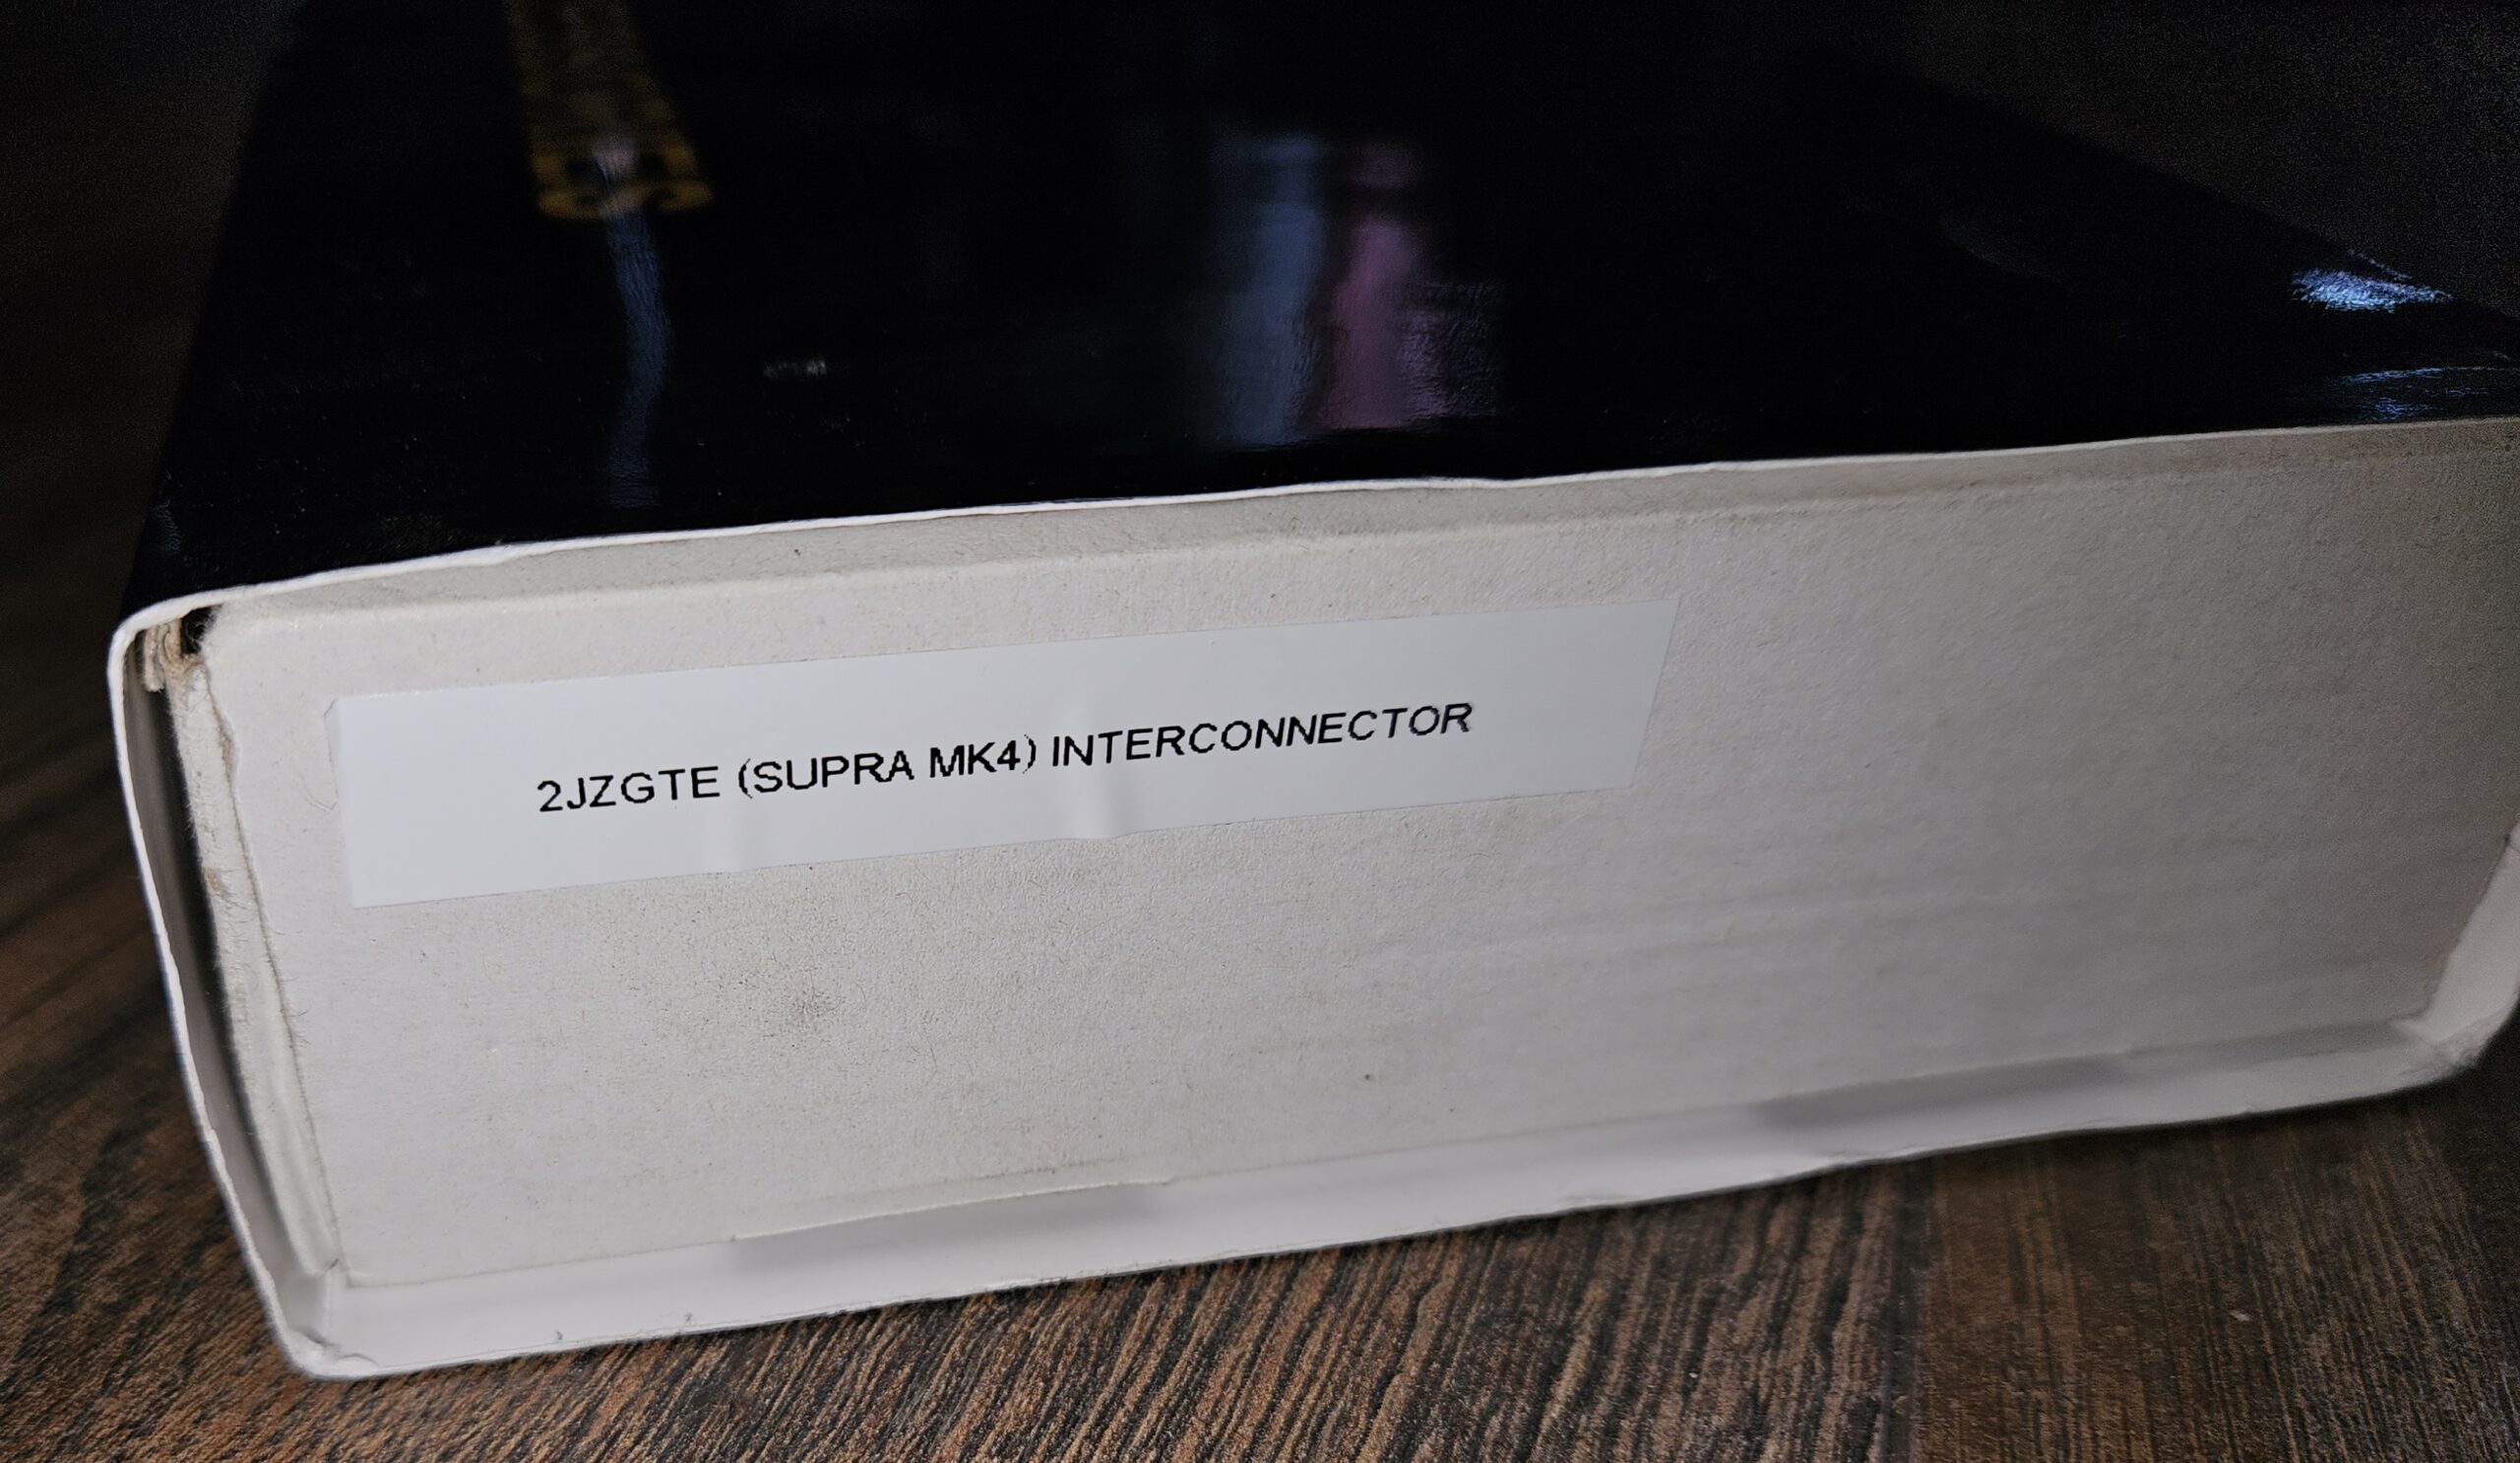 2JZGTE (SUPRA MK4) INTERCONNECTOR